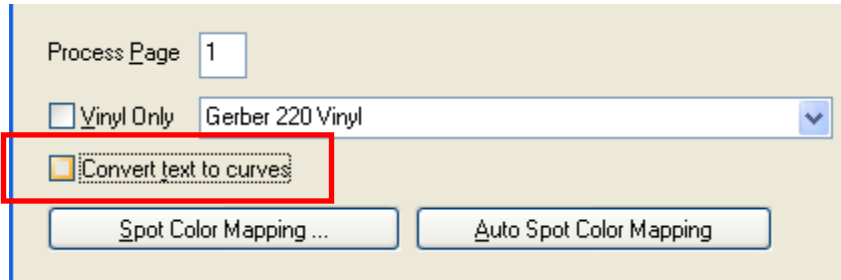 Process Page 1
Vinyl Only Gerber 220 Vinyl
Convert text to curves
Spot Color Mapping ... Auto Spot Color Mapping